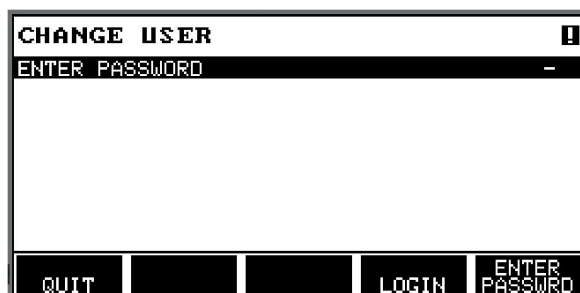 CHANGE USER !
ENTER PASSWORD –
QUIT
LOGIN
ENTER
PASSWRD